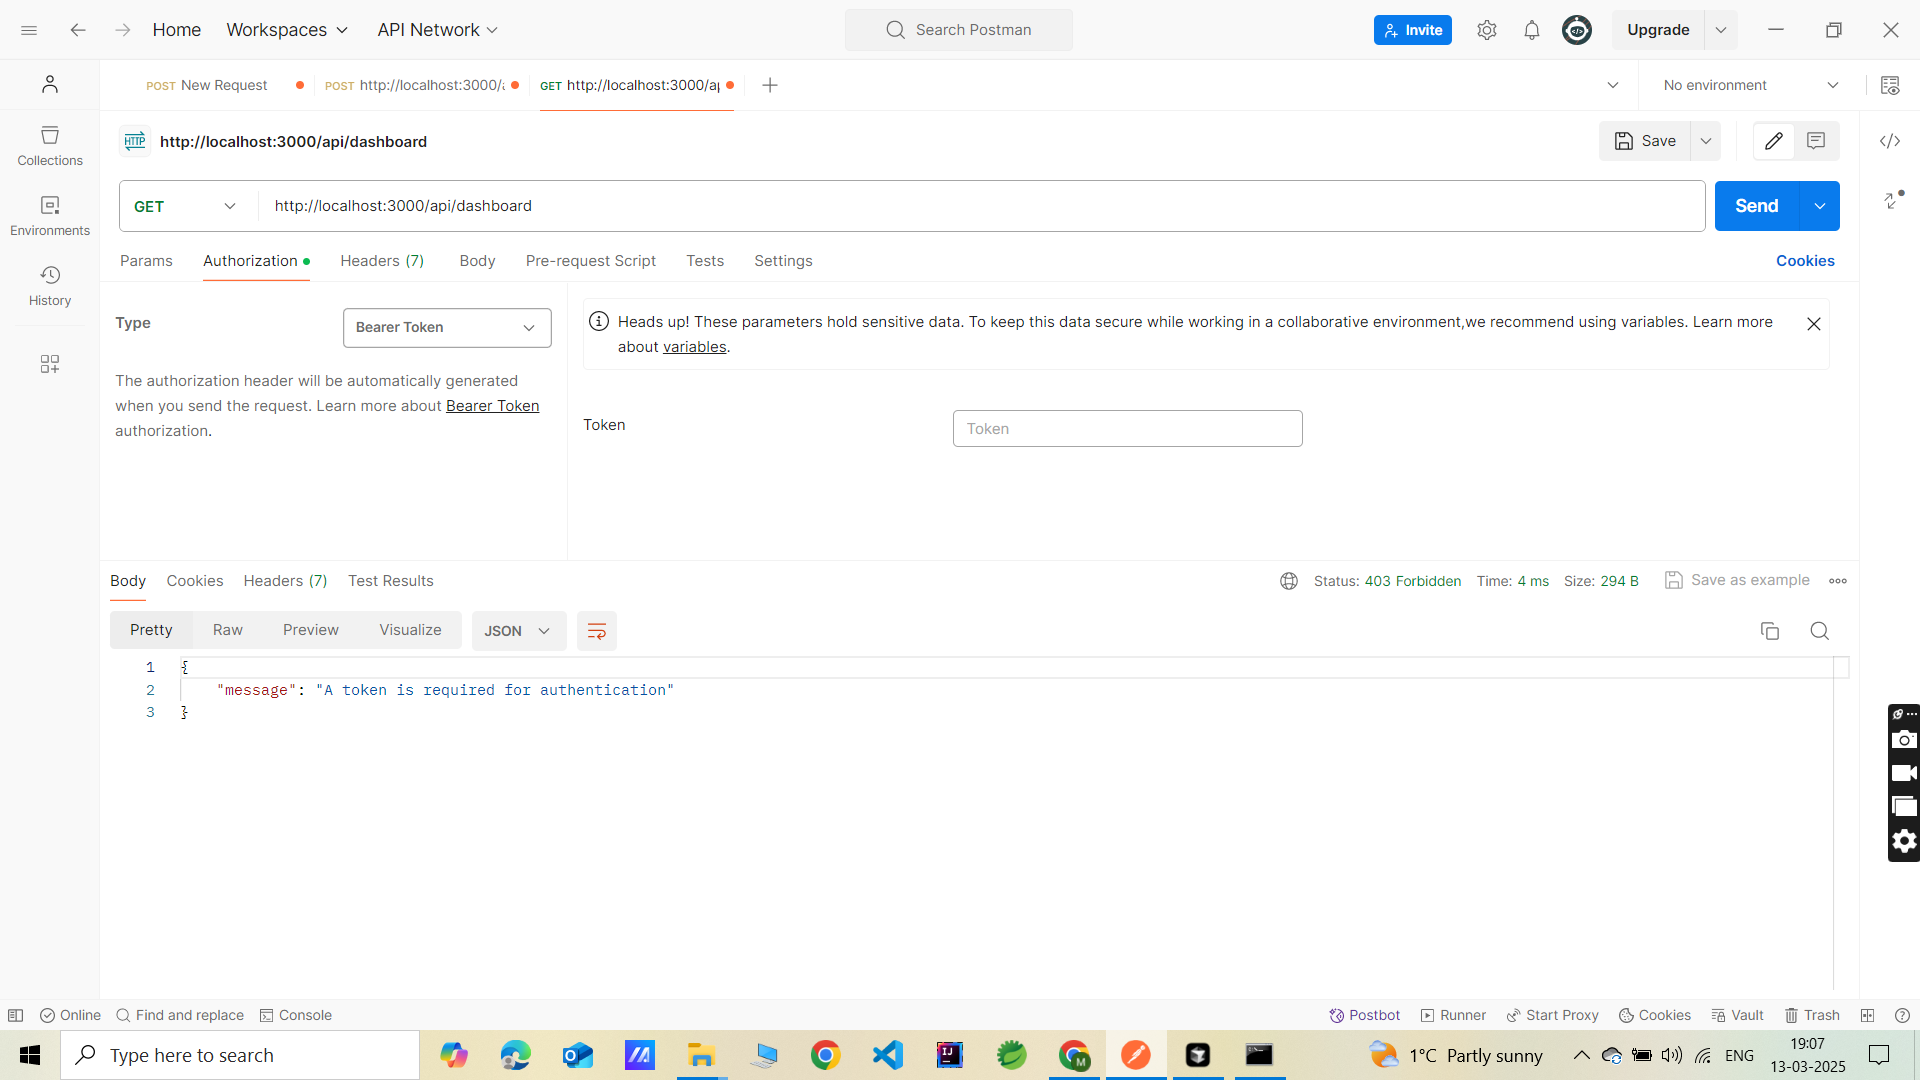 Home Workspaces API Network Search Postman Invite Upgrade
POST New Request POST http://localhost:3000/a GET http://localhost:3000/ap No environment
HTTP http://localhost:3000/api/dashboard Save
GET http://localhost:3000/api/dashboard Send
Params Authorization Headers (7) Body Pre-request Script Tests Settings Cookies
Collections
Environments
History
Type Bearer Token
The authorization header will be automatically generated
when you send the request. Learn more about Bearer Token
authorization.
Heads up! These parameters hold sensitive data. To keep this data secure while working in a collaborative environment,we recommend using variables. Learn more
about variables.
Token Token
Body Cookies Headers (7) Test Results Status: 403 Forbidden Time: 4 ms Size: 294 B Save as example
Pretty Raw Preview Visualize JSON
1 {
2 "message": "A token is required for authentication"
3 }
Online Find and replace Console Postbot Runner Start Proxy Cookies Vault Trash
Type here to search 1°C Partly sunny ENG 19:07
13-03-2025